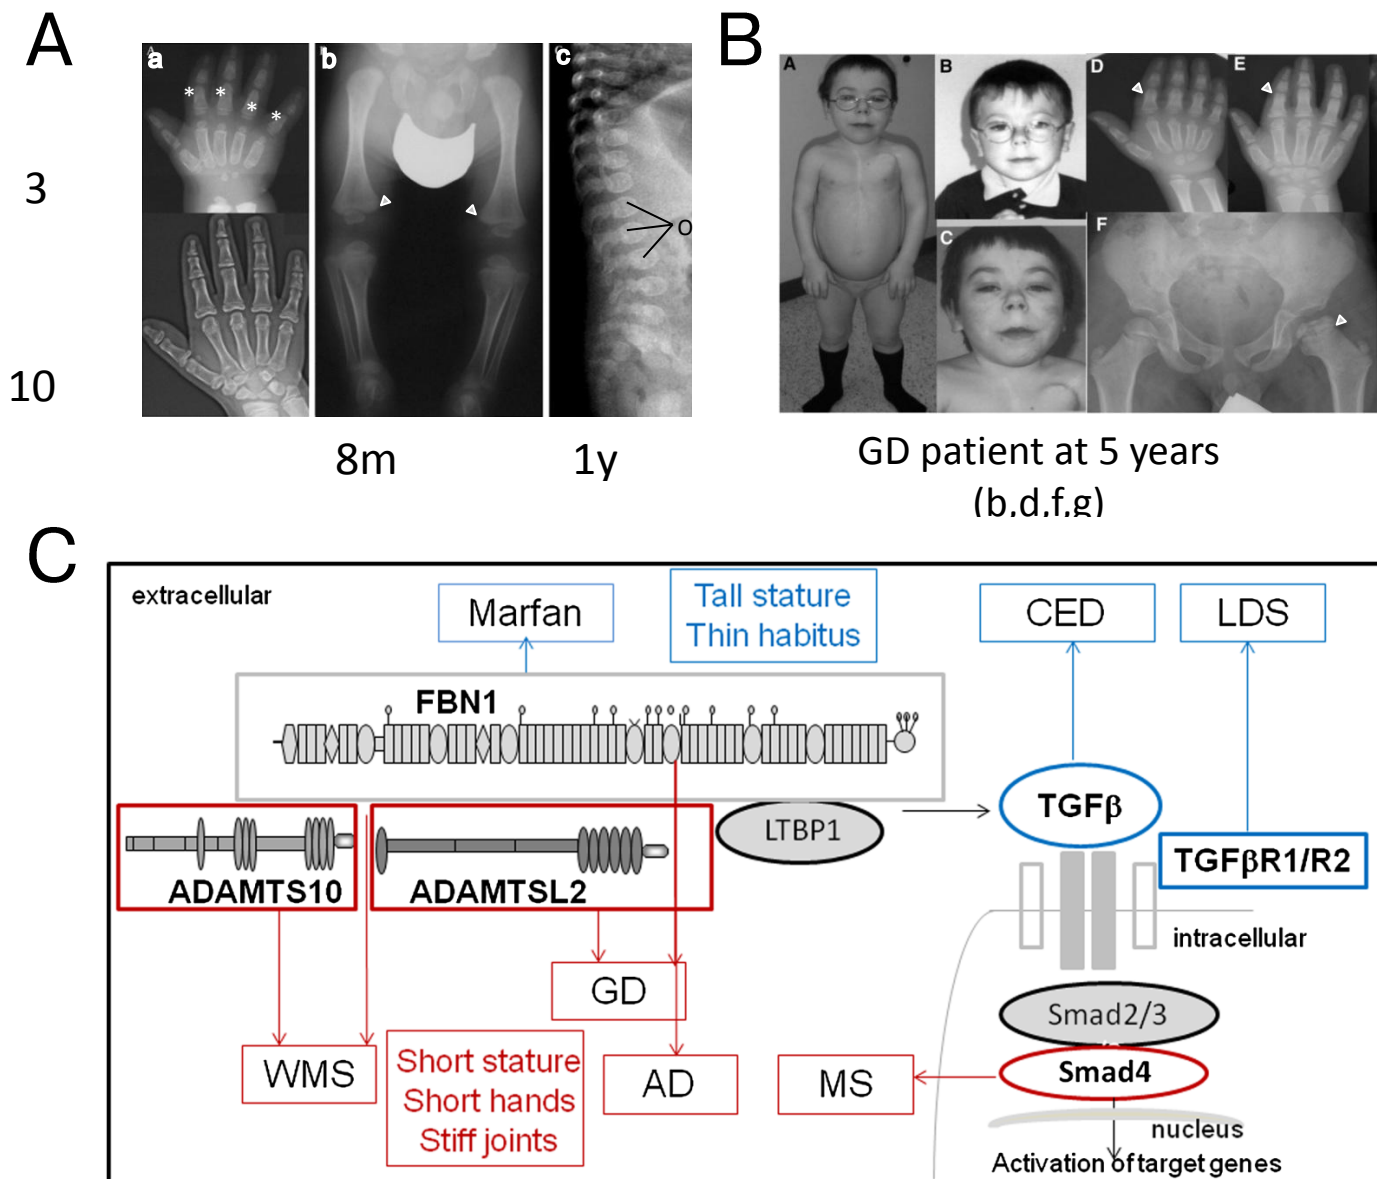 A
a
b
c
* * * *
3
O
10
8m
1y
B
A
B
C
D
E
F
GD patient at 5 years
(b,d,f,g)
C
extracellular
Marfan
Tall stature
Thin habitus
CED
LDS
FBN1
TGFβ
LTBP1
TGFβR1/R2
ADAMTS10
ADAMTSL2
intracellular
GD
Smad2/3
WMS
Short stature
Short hands
Stiff joints
AD
MS
Smad4
nucleus
Activation of target genes